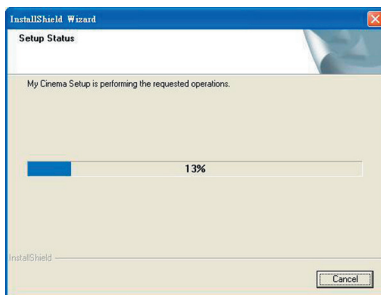 InstallShield Wizard
Setup Status
My Cinema Setup is performing the requested operations.
13%
InstallShield
Cancel